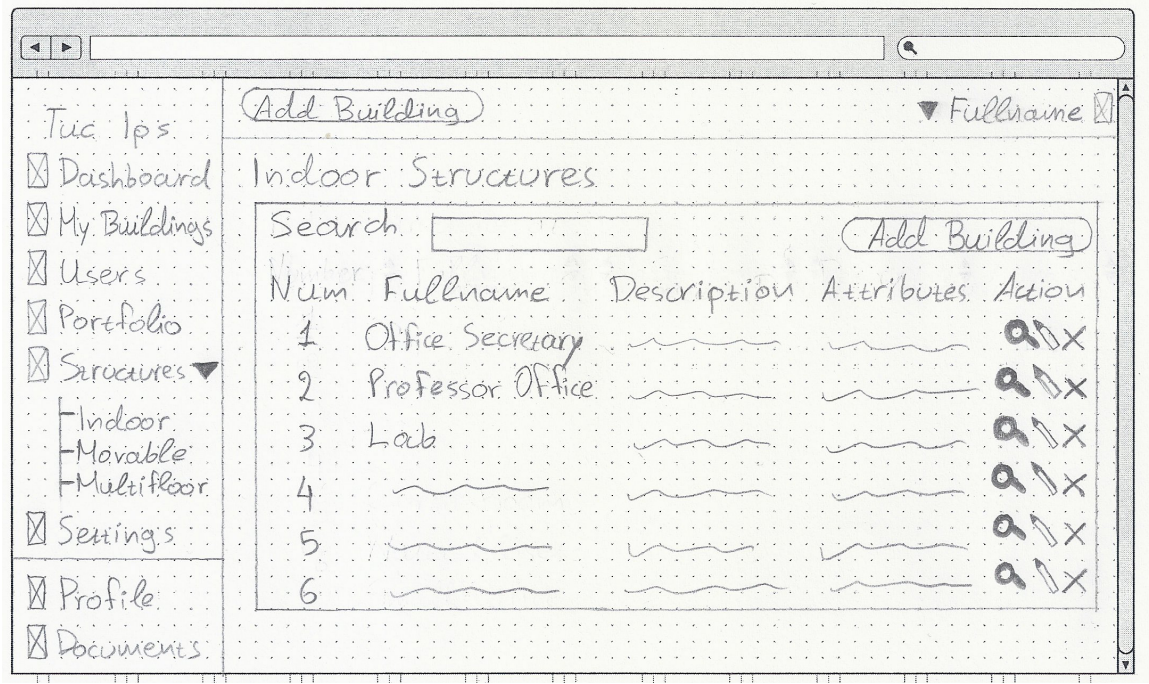 Add Building
Fullname
Tuc Ips
Dashboard
My Buildings
Users
Portfolio
Structures
Indoor
Movable
Multifloor
Settings
Profile
Documents
Indoor Structures
Search
Add Building
Num Fullname Description Attributes Action
1 Office Secretary
2 Professor Office
3 Lab
4
5
6